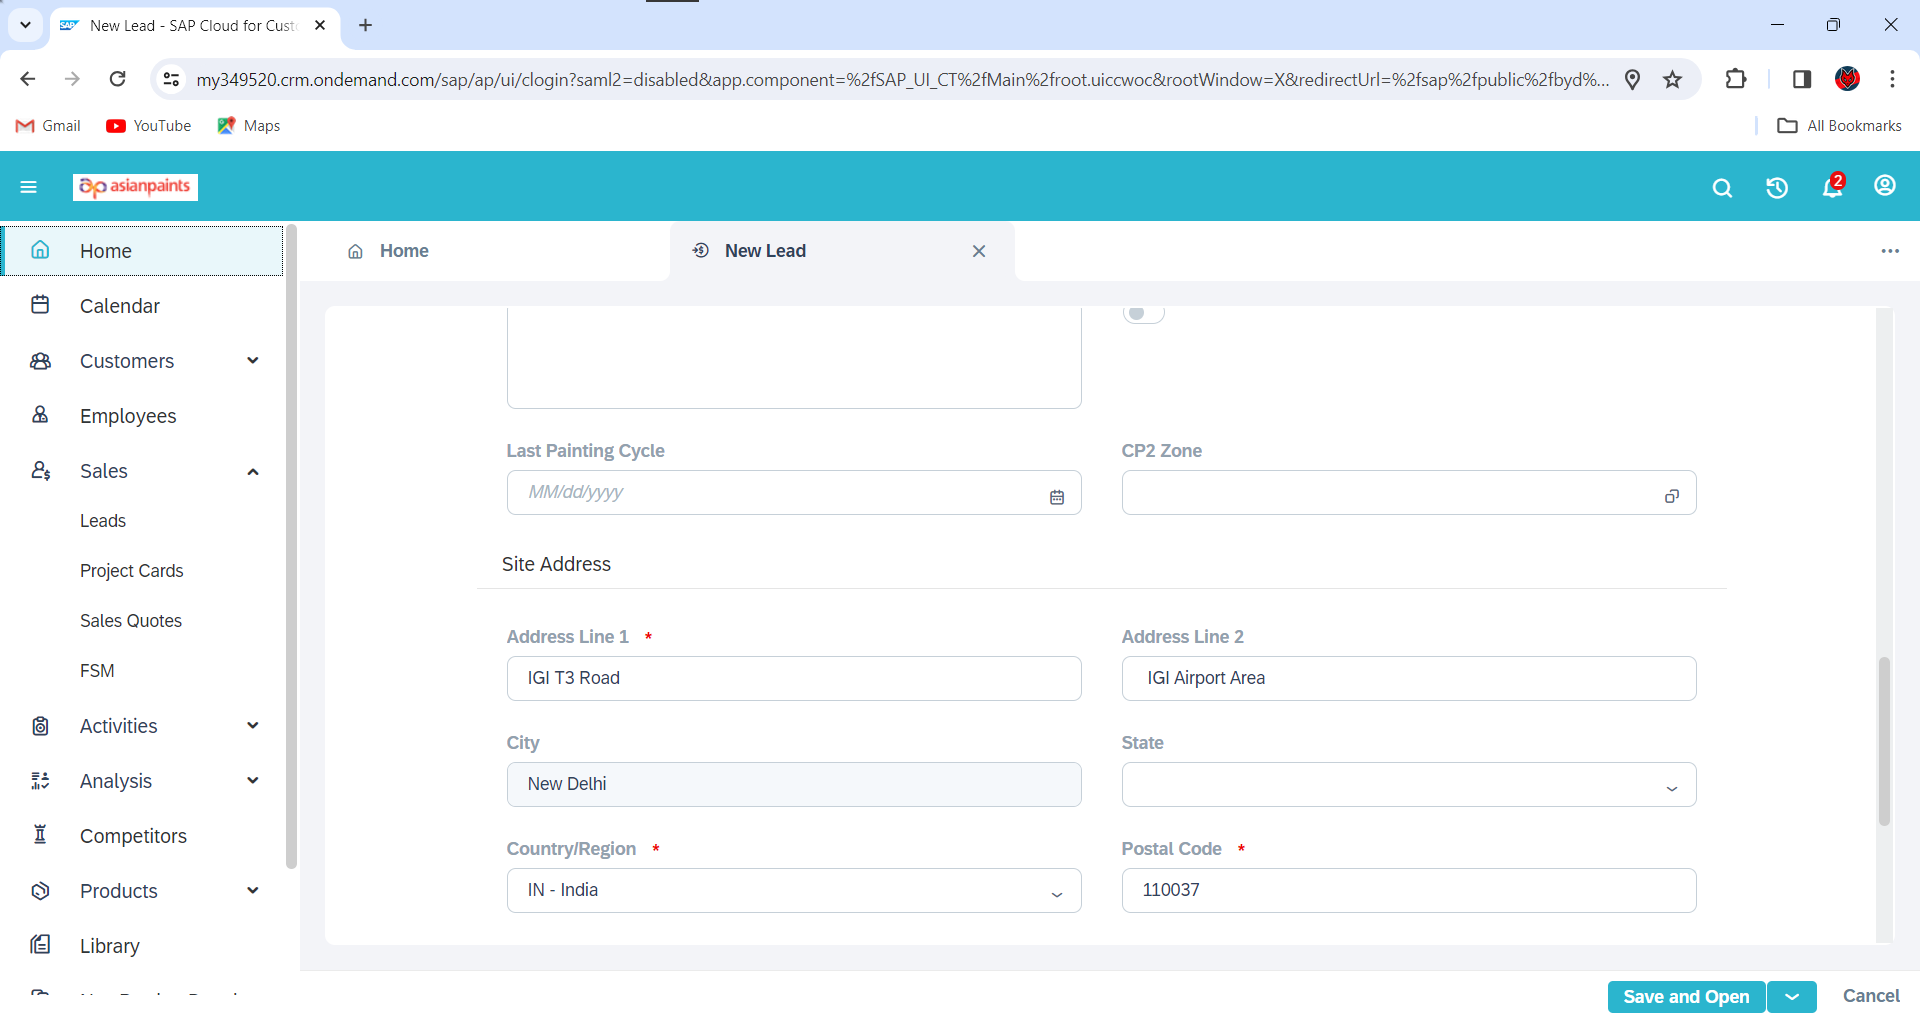 New Lead - SAP Cloud for Cust
my349520.crm.ondemand.com/sap/ap/ui/clogin?saml2=disabled&app.component=%2fSAP_UI_CT%2fMain%2froot.uiccwoc&rootWindow=X&redirectUrl=%2fsap%2fpublic%2fbyd%...
Gmail
YouTube
Maps
All Bookmarks
asianpaints
2
Home
Calendar
Customers
Employees
Sales
Leads
Project Cards
Sales Quotes
FSM
Activities
Analysis
Competitors
Products
Library
Home
New Lead
Last Painting Cycle
MM/dd/yyyy
CP2 Zone
Site Address
Address Line 1 *
IGI T3 Road
Address Line 2
IGI Airport Area
City
New Delhi
State
Country/Region *
IN - India
Postal Code *
110037
Save and Open
Cancel